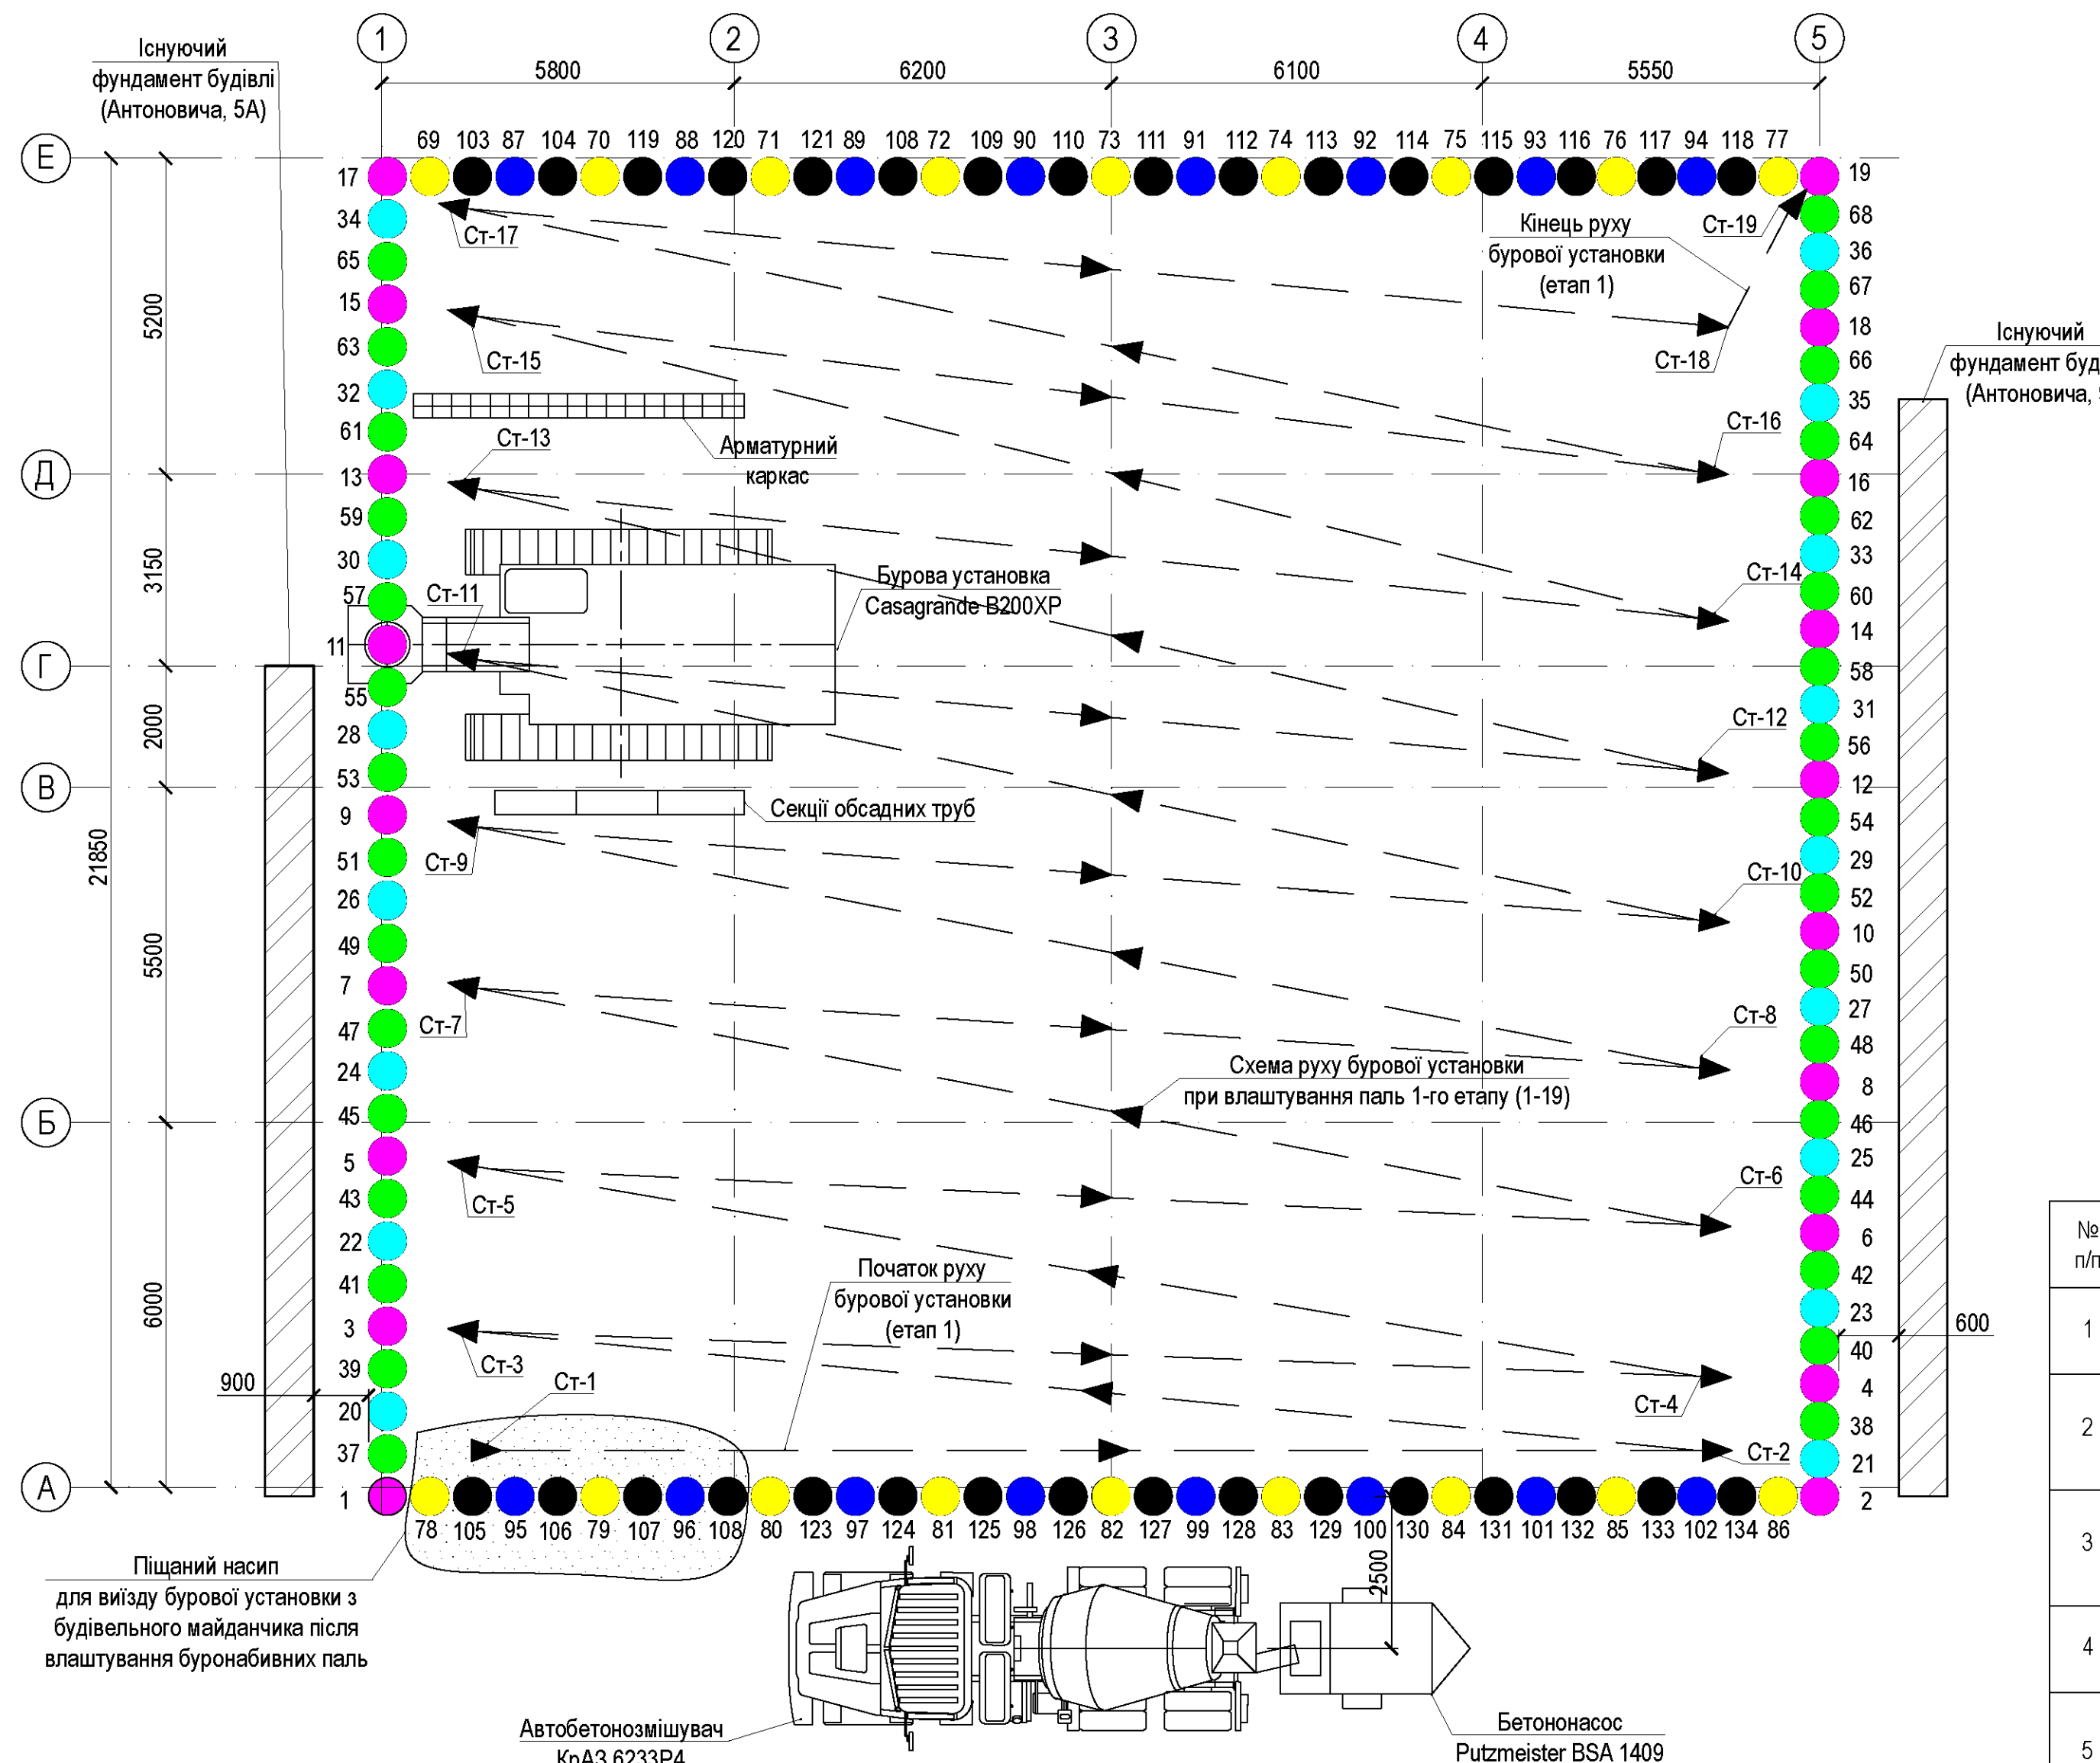 1 2 3 4 5
5800 6200 6100 5550
Існуючий
фундамент будівлі
(Антоновича, 5А)
Е
Д
Г
В
Б
А
5200
3150
2000
5500
6000
21850
69 103 87 104 70 119 88 120 71 121 89 108 72 109 90 110 73 111 91 112 74 113 92 114 75 115 93 116 76 117 94 118 77
17
34
65
15
63
32
61
13
59
30
57
11
55
28
53
9
51
26
49
7
47
24
45
5
43
22
41
3
39
20
37
1
19
68
36
67
18
66
35
64
16
62
33
60
14
58
31
56
12
54
29
52
10
50
27
48
8
46
25
44
6
42
23
40
4
38
21
2
Ст-17
Ст-19
Кінець руху
бурової установки
(етап 1)
Ст-15
Ст-18
Існуючий
фундамент буд
(Антоновича,
Ст-13
Ст-16
Арматурний
каркас
Ст-11
Бурова установка
Casagrande B200XP
Ст-14
Ст-12
Секції обсадних труб
Ст-9
Ст-10
Ст-7
Ст-8
Схема руху бурової установки
при влаштування паль 1-го етапу (1-19)
Ст-5
Ст-6
Початок руху
бурової установки
(етап 1)
Ст-3
Ст-1
Ст-4
Ст-2
900
600
78 105 95 106 79 107 96 108 80 123 97 124 81 125 98 126 82 127 99 128 83 129 100 130 84 131 101 132 85 133 102 134 86
2500
Піщаний насип
для виїзду бурової установки з
будівельного майданчика після
влаштування буронабивних паль
Автобетонозмішувач
КрАЗ 6233Р4
Бетононасос
Putzmeister BSA 1409
№
п/п
1
2
3
4
5